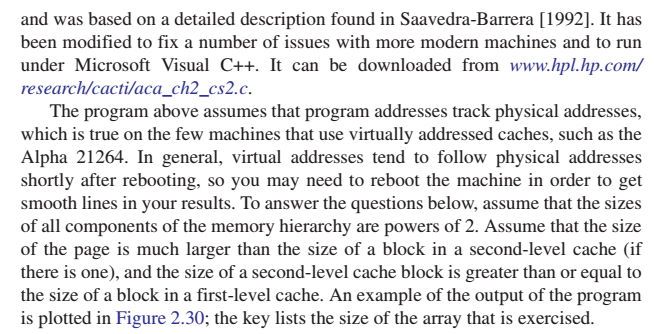 and was based on a detailed description found in Saavedra-Barrera [1992]. It has
been modified to fix a number of issues with more modern machines and to run
under Microsoft Visual C++. It can be downloaded from www.hpl.hp.com/
research/cacti/aca_ch2_cs2.c.
The program above assumes that program addresses track physical addresses,
which is true on the few machines that use virtually addressed caches, such as the
Alpha 21264. In general, virtual addresses tend to follow physical addresses
shortly after rebooting, so you may need to reboot the machine in order to get
smooth lines in your results. To answer the questions below, assume that the sizes
of all components of the memory hierarchy are powers of 2. Assume that the size
of the page is much larger than the size of a block in a second-level cache (if
there is one), and the size of a second-level cache block is greater than or equal to
the size of a block in a first-level cache. An example of the output of the program
is plotted in Figure 2.30; the key lists the size of the array that is exercised.